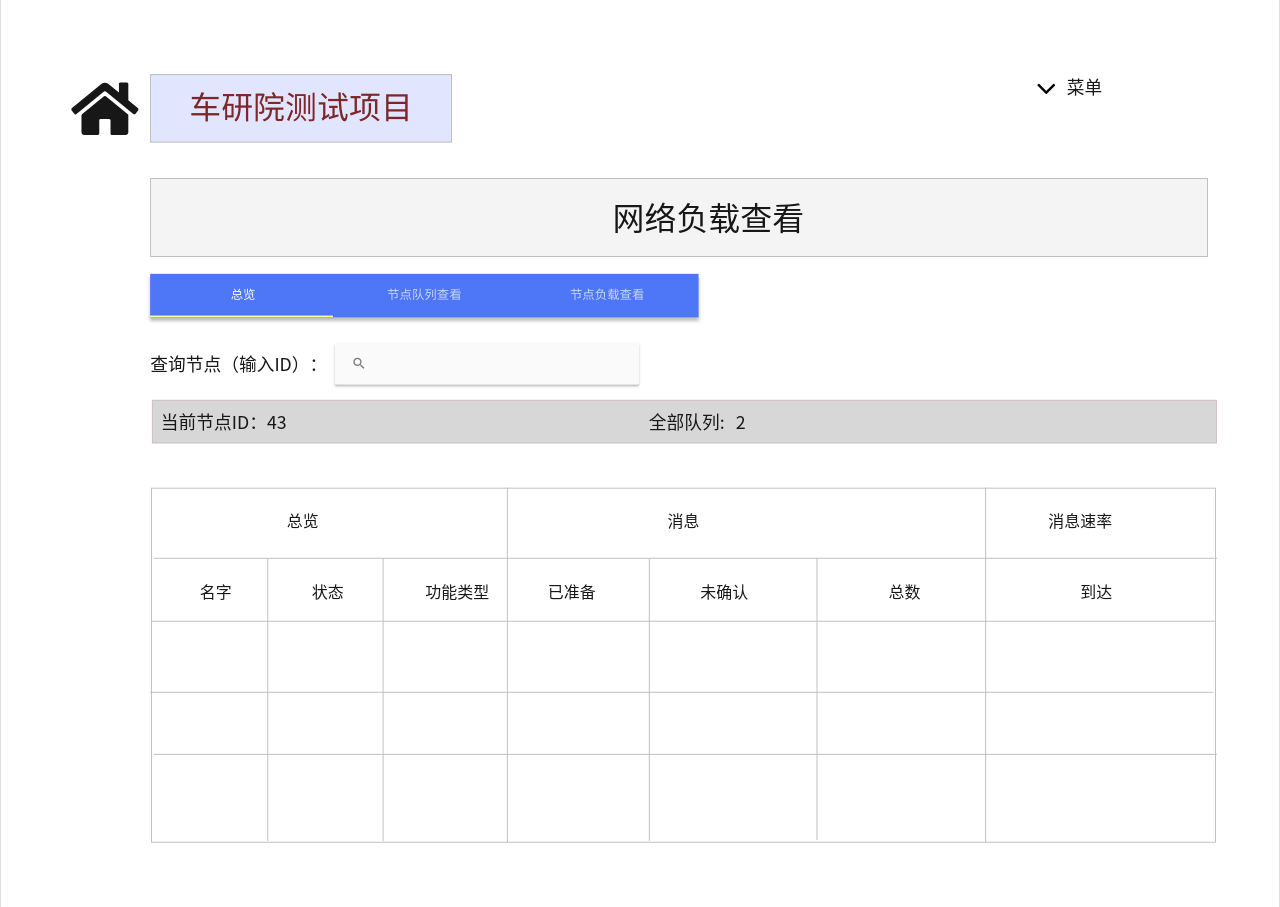 车研院测试项目
菜单
网络负载查看
总览 节点队列查看 节点负载查看
查询节点（输入ID）：
当前节点ID：43 全部队列: 2
总览 消息 消息速率
名字 状态 功能类型 已准备 未确认 总数 到达